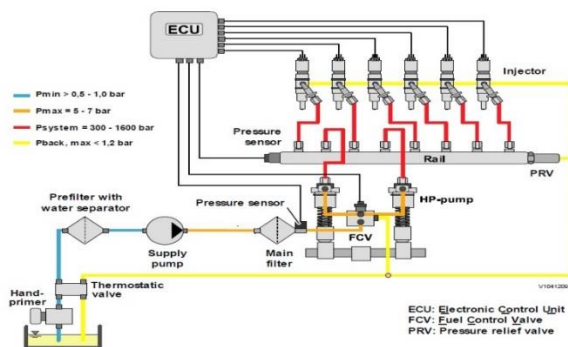 ECU
Injector
Pmin > 0,5 - 1,0 bar
Pmax = 5 - 7 bar
Psystem = 300 - 1600 bar
Pback, max < 1,2 bar
Pressure
sensor
Rail
PRV
Prefilter with
water separator
Pressure sensor
HP-pump
FCV
Supply
pump
Main
filter
Thermostatic
valve
Hand-
primer
V1041209
ECU: Electronic Control Unit
FCV: Fuel Control Valve
PRV: Pressure relief valve